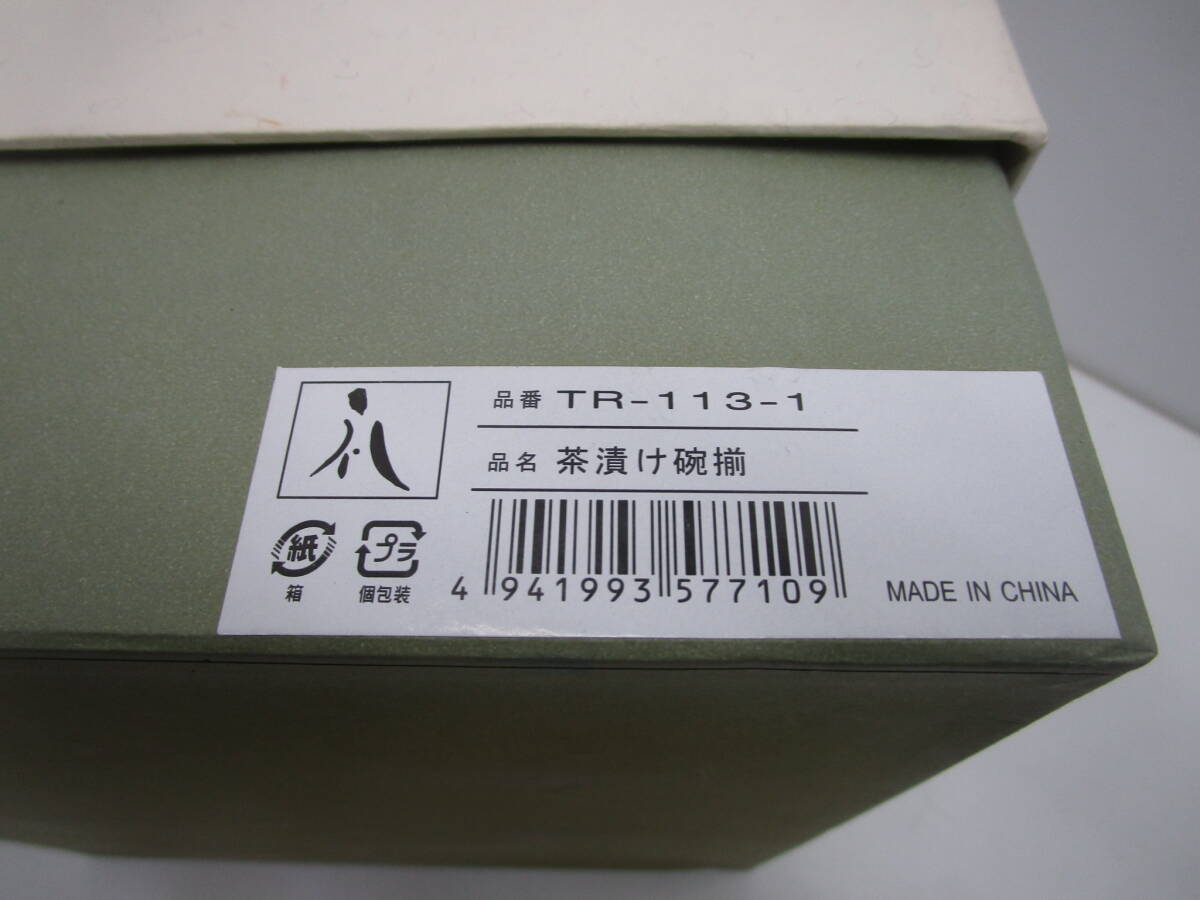 品番 TR-113-1
品名 茶漬け碗揃
紙
箱
プラ
個包装
4 941993 577109
MADE IN CHINA